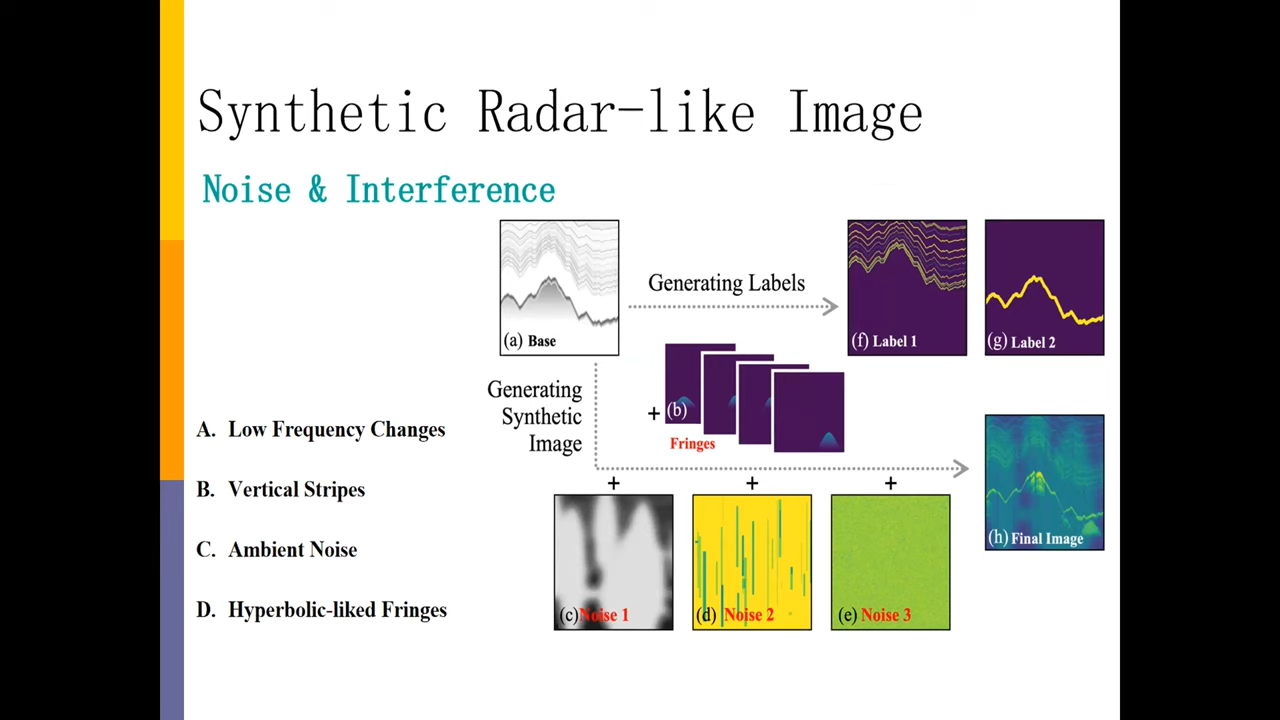 Synthetic Radar-like Image
Noise & Interference
(a) Base
Generating Labels
(f) Label 1
(g) Label 2
Generating
Synthetic
Image
+
(b)
Fringes
A. Low Frequency Changes
B. Vertical Stripes
C. Ambient Noise
D. Hyperbolic-liked Fringes
+
+
+
(c) Noise 1
(d) Noise 2
(e) Noise 3
(h) Final Image